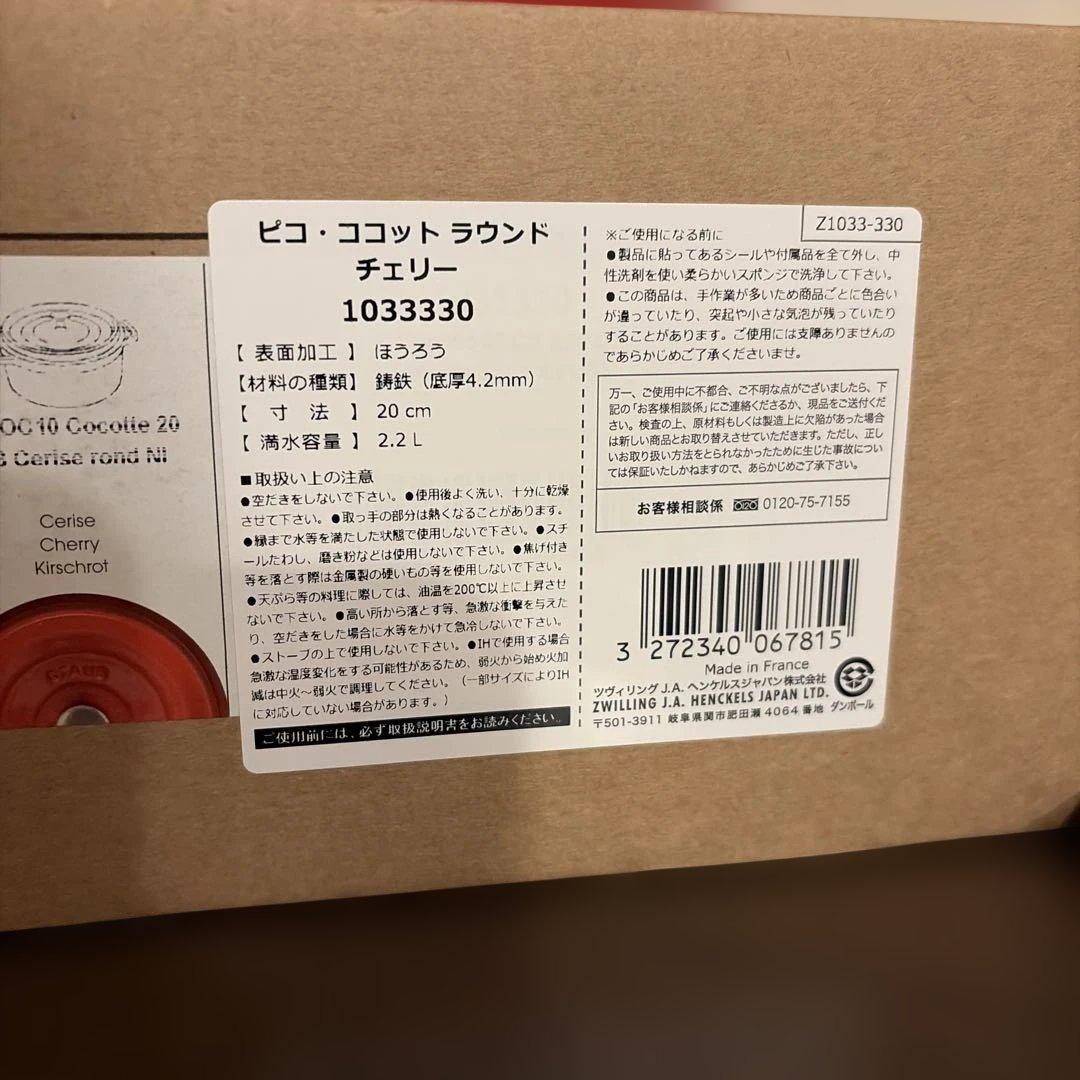 OC10 Cocotte 20
Cerise rond NI
Cerise
Cherry
Kirschrot
STAUB
ピコ・ココット ラウンド
チェリー
1033330
【 表面加工 】 ほうろう
【材料の種類】 鋳鉄（底厚4.2mm）
【 寸 法 】 20 cm
【 満水容量 】 2.2 L
■取扱い上の注意
●空だきをしないで下さい。●使用後よく洗い、十分に乾燥
させて下さい。●取っ手の部分は熱くなることがあります。
●縁まで水等を満たした状態で使用しないで下さい。●スチ
ールたわし、磨き粉などは使用しないで下さい。●焦げ付き
等を落とす際は金属製の硬いもの等を使用しないで下さい。
●天ぷら等の料理に際しては、油温を200℃以上に上昇させ
ないで下さい。●高い所から落とす等、急激な衝撃を与えた
り、空だきをした場合に水等をかけて急冷しないで下さい。
●ストーブの上で使用しないで下さい。●IHで使用する場合
急激な温度変化をする可能性があるため、弱火から始め火加
減は中火～弱火で調理してください。（一部サイズによりIH
に対応していない場合があります。）
ご使用前には、必ず取扱説明書をお読みください。
Z1033-330
※ご使用になる前に
●製品に貼ってあるシールや付属品を全て外し、中
性洗剤を使い柔らかいスポンジで洗浄して下さい。
●この商品は、手作業が多いため商品ごとに色合い
が違っていたり、突起や小さな気泡が残っていたり
することがあります。ご使用には支障ありませんの
であらかじめご了承くださいませ。
万一、ご使用中に不都合、ご不明な点がございましたら、下
記の「お客様相談係」にご連絡くださるか、現品をご送付くださ
い。検査の上、原材料もしくは製造上に欠陥があった場合
は新しい商品とお取り替えさせていただきます。ただし、正し
いお取り扱い方法をとられなかったために生じた事故につい
ては保証いたしかねますので、あらかじめご了承下さい。
お客様相談係 0120-75-7155
3 272340 067815
Made in France
ツヴィリング J.A. ヘンケルスジャパン株式会社
ZWILLING J.A. HENCKELS JAPAN LTD.
〒501-3911 岐阜県関市肥田瀬 4064 番地
ダンボール